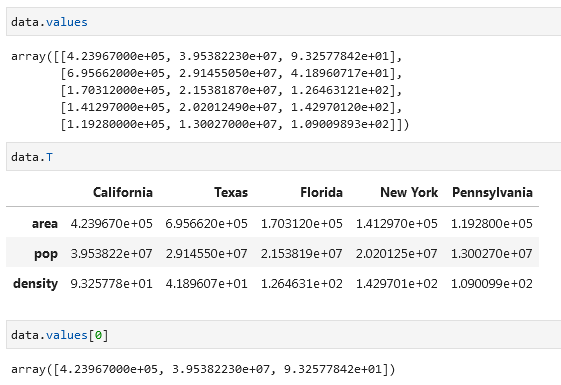 data.values
array([[4.23967000e+05, 3.95382230e+07, 9.32577842e+01],
[6.95662000e+05, 2.91455050e+07, 4.18960717e+01],
[1.70312000e+05, 2.15381870e+07, 1.26463121e+02],
[1.41297000e+05, 2.02012490e+07, 1.42970120e+02],
[1.19280000e+05, 1.30027000e+07, 1.09009893e+02]])
data.T
California Texas Florida New York Pennsylvania
area 4.239670e+05 6.956620e+05 1.703120e+05 1.412970e+05 1.192800e+05
pop 3.953822e+07 2.914550e+07 2.153819e+07 2.020125e+07 1.300270e+07
density 9.325778e+01 4.189607e+01 1.264631e+02 1.429701e+02 1.090099e+02
data.values[0]
array([4.23967000e+05, 3.95382230e+07, 9.32577842e+01])